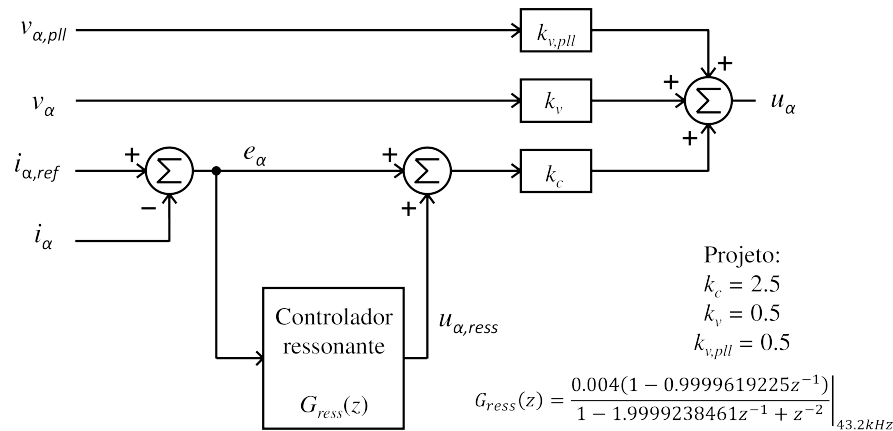 v_{α,pll}
k_{v,pll}
+
v_α
+
k_v
Σ
u_α
i_{α,ref}
+
Σ
e_α
+
Σ
k_c
+
−
+
i_α
Projeto:
k_c = 2.5
k_v = 0.5
k_{v,pll} = 0.5
Controlador
ressonante
G_{ress}(z)
u_{α,ress}
G_{ress}(z) = \frac{0.004(1 − 0.9999619225z^{−1})}{1 − 1.9999238461z^{−1} + z^{−2}}|_{43.2kHz}